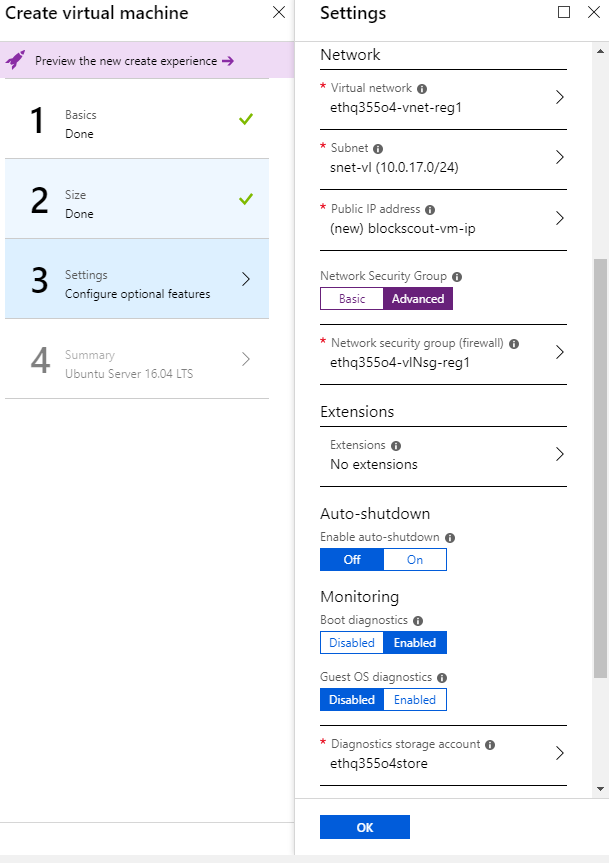 Create virtual machine
Preview the new create experience →
1
Basics
Done
2
Size
Done
3
Settings
Configure optional features
4
Summary
Ubuntu Server 16.04 LTS
Settings
Network
* Virtual network
ethq355o4-vnet-reg1
* Subnet
snet-vl (10.0.17.0/24)
* Public IP address
(new) blockscout-vm-ip
Network Security Group
Basic Advanced
* Network security group (firewall)
ethq355o4-vlNsg-reg1
Extensions
Extensions
No extensions
Auto-shutdown
Enable auto-shutdown
Off On
Monitoring
Boot diagnostics
Disabled Enabled
Guest OS diagnostics
Disabled Enabled
* Diagnostics storage account
ethq355o4store
OK